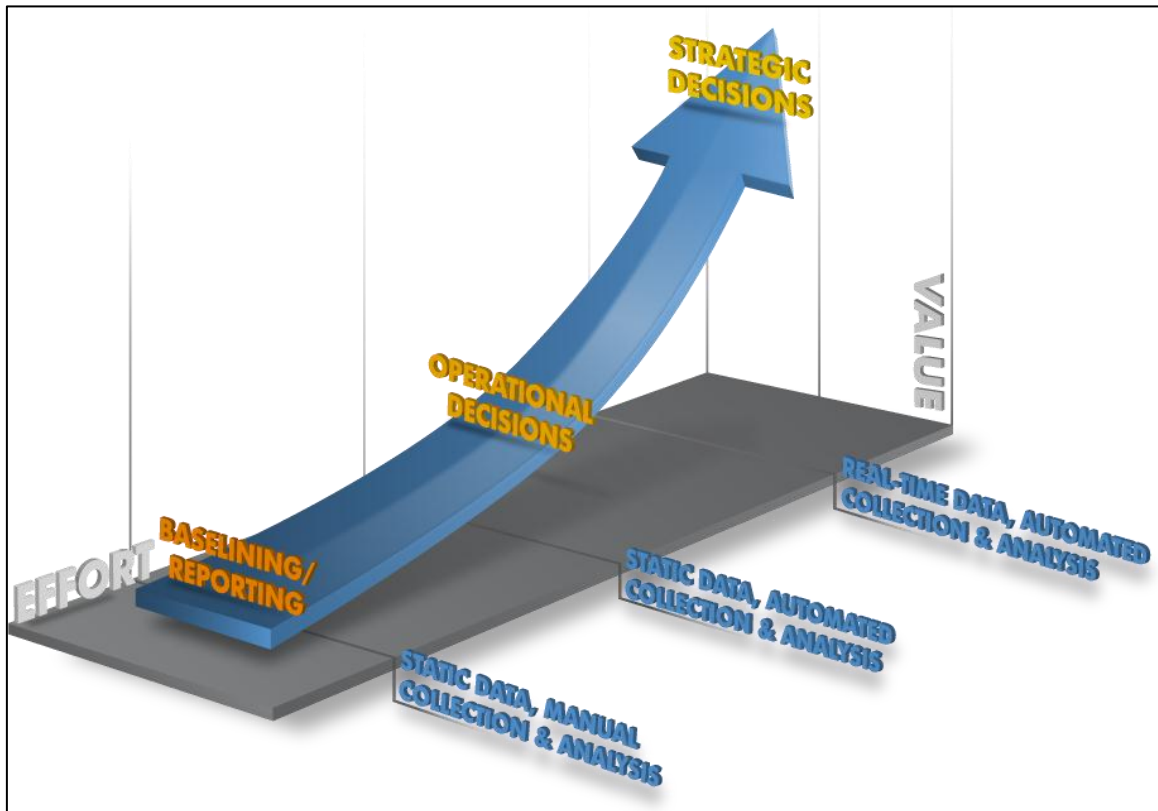 STRATEGIC
DECISIONS
VALUE
OPERATIONAL
DECISIONS
REAL-TIME DATA, AUTOMATED
COLLECTION & ANALYSIS
BASELINING/
REPORTING
EFFORT
STATIC DATA, AUTOMATED
COLLECTION & ANALYSIS
STATIC DATA, MANUAL
COLLECTION & ANALYSIS